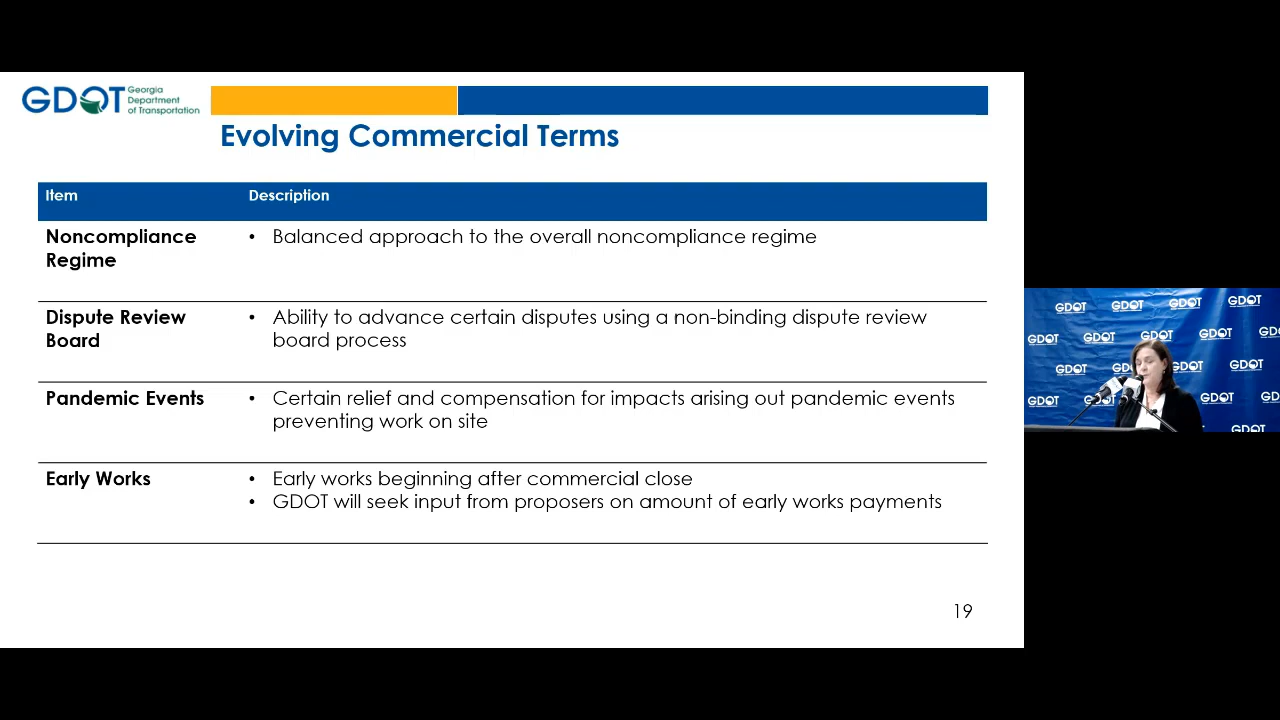 GDOT
Georgia
Department
of Transportation
Evolving Commercial Terms
Item
Description
Noncompliance
Regime
• Balanced approach to the overall noncompliance regime
Dispute Review
Board
• Ability to advance certain disputes using a non-binding dispute review
board process
Pandemic Events
• Certain relief and compensation for impacts arising out pandemic events
preventing work on site
Early Works
• Early works beginning after commercial close
• GDOT will seek input from proposers on amount of early works payments
19
GDOT GDOT GDOT GDOT
GDOT GDOT GDOT GDOT
GDOT GDOT GDOT
GDOT GDOT
GDOT